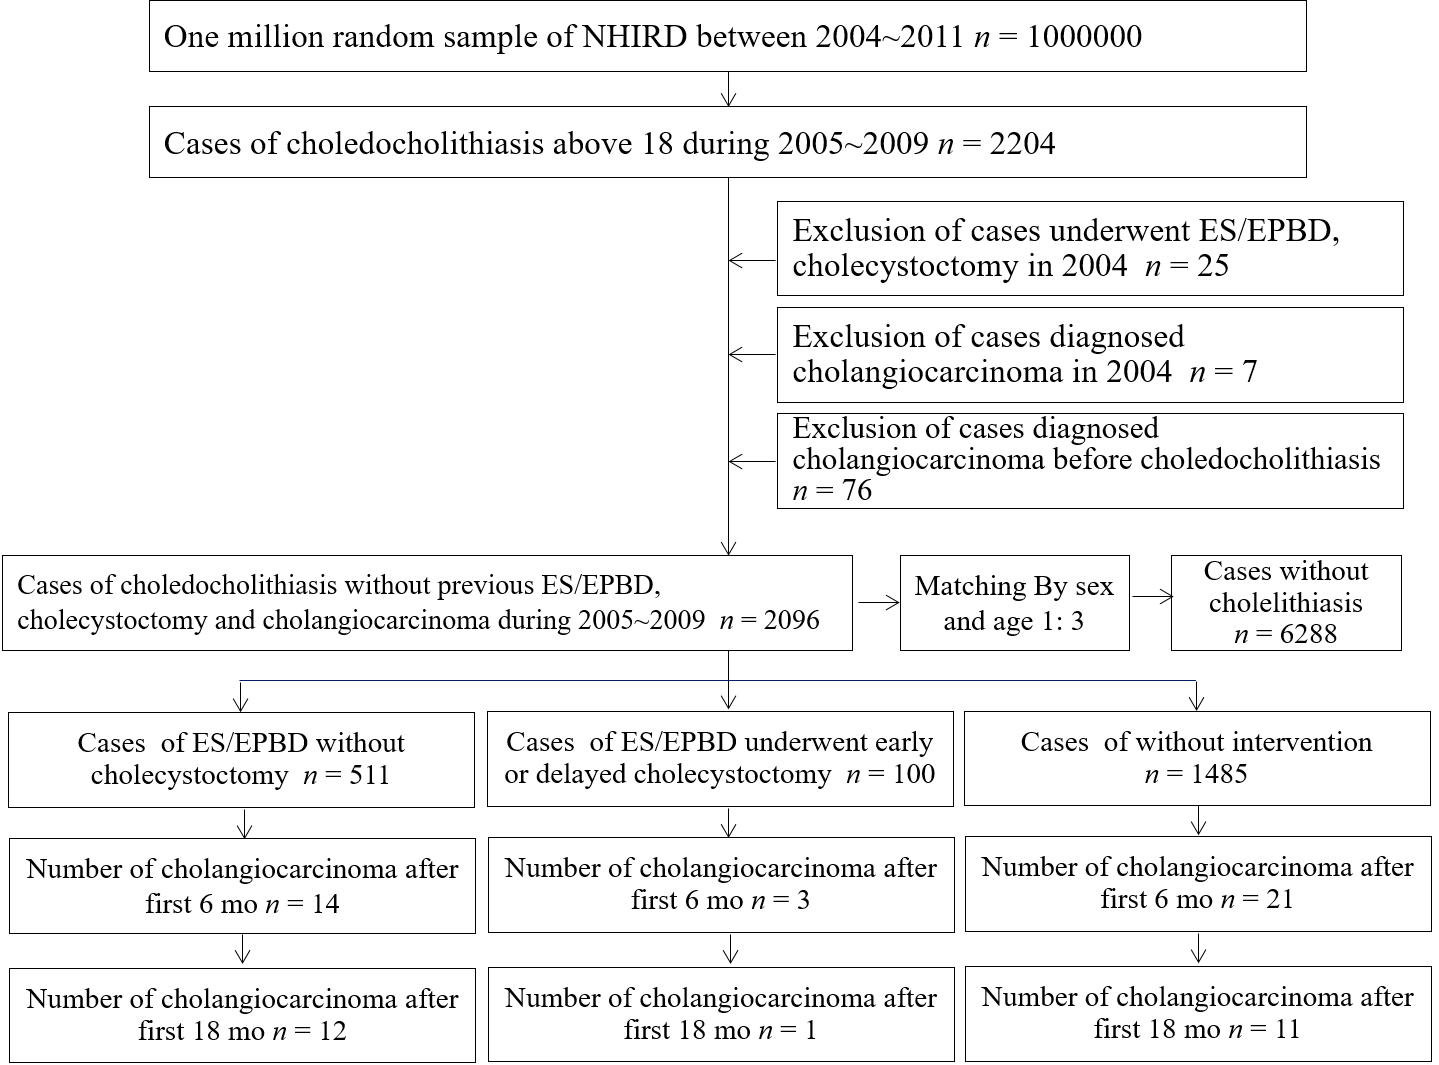 One million random sample of NHIRD between 2004~2011 n = 1000000
Cases of choledocholithiasis above 18 during 2005~2009 n = 2204
Exclusion of cases underwent ES/EPBD,
cholecystoctomy in 2004 n = 25
Exclusion of cases diagnosed
cholangiocarcinoma in 2004 n = 7
Exclusion of cases diagnosed
cholangiocarcinoma before choledocholithiasis
n = 76
Cases of choledocholithiasis without previous ES/EPBD,
cholecystoctomy and cholangiocarcinoma during 2005~2009 n = 2096
Matching By sex
and age 1: 3
Cases without
cholelithiasis
n = 6288
Cases of ES/EPBD without
cholecystoctomy n = 511
Cases of ES/EPBD underwent early
or delayed cholecystoctomy n = 100
Cases of without intervention
n = 1485
Number of cholangiocarcinoma after
first 6 mo n = 14
Number of cholangiocarcinoma after
first 6 mo n = 3
Number of cholangiocarcinoma after
first 6 mo n = 21
Number of cholangiocarcinoma after
first 18 mo n = 12
Number of cholangiocarcinoma after
first 18 mo n = 1
Number of cholangiocarcinoma after
first 18 mo n = 11